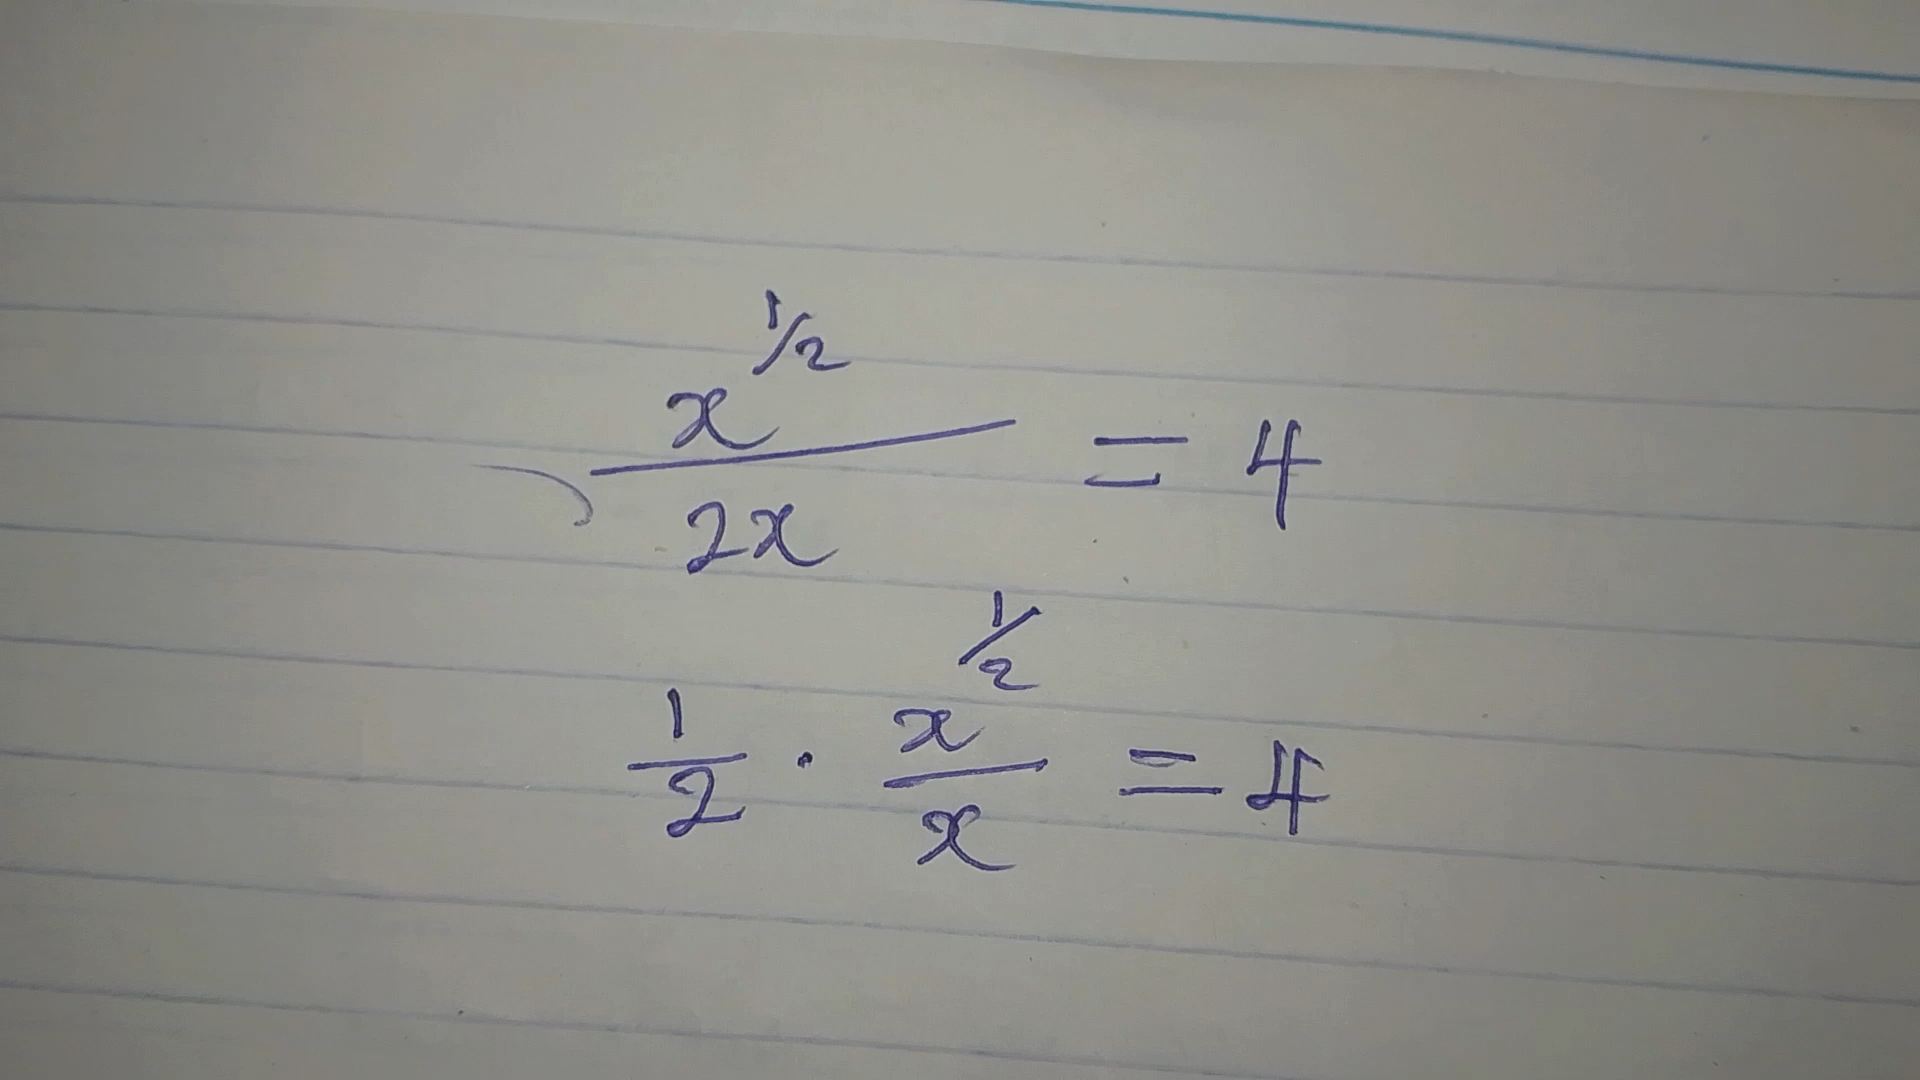 x^{1/2} / 2x = 4
1/2 · x^{1/2} / x = 4